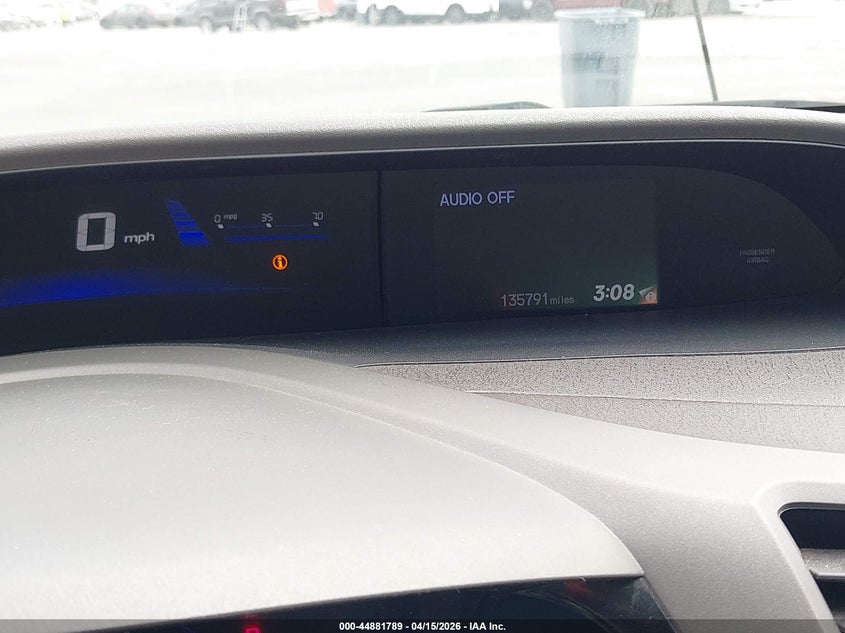 0 mph
0 mpg 35 70
AUDIO OFF
135791 miles 3:08
PASSENGER
AIRBAG
000-44881789 - 04/15/2026 - IAA Inc.